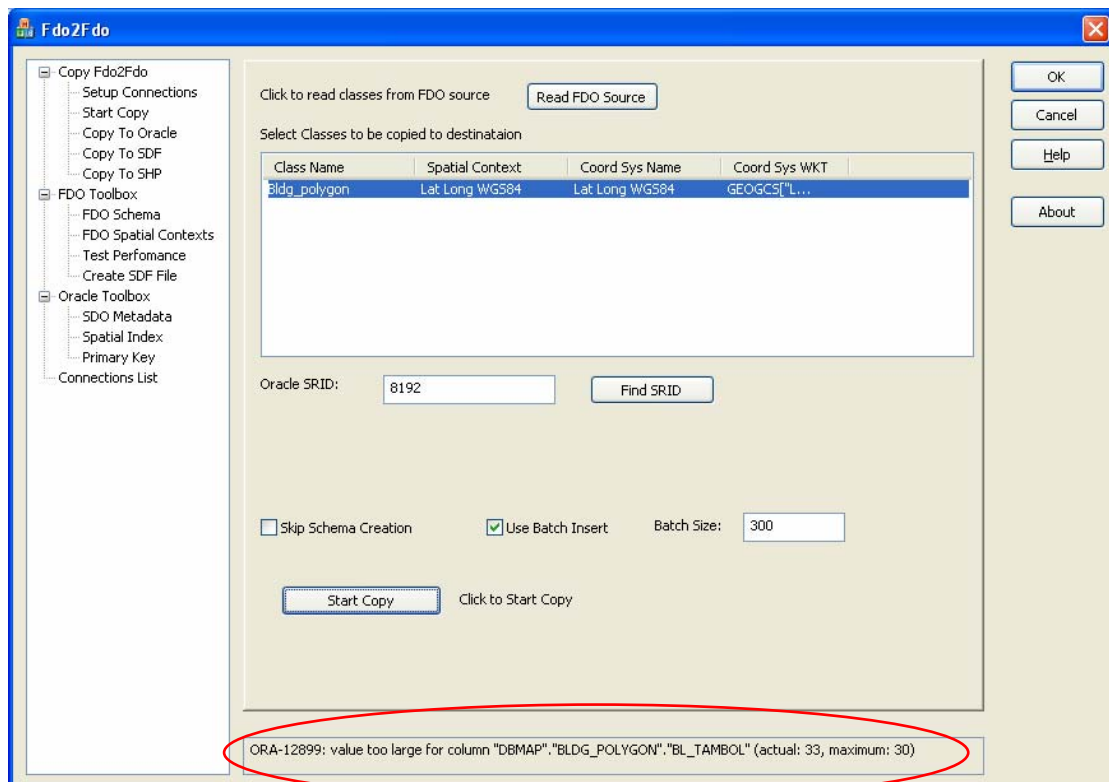 Fdo2Fdo
Copy Fdo2Fdo
Setup Connections
Start Copy
Copy To Oracle
Copy To SDF
Copy To SHP
FDO Toolbox
FDO Schema
FDO Spatial Contexts
Test Perfomance
Create SDF File
Oracle Toolbox
SDO Metadata
Spatial Index
Primary Key
Connections List
Click to read classes from FDO source Read FDO Source
Select Classes to be copied to destinataion
Class Name Spatial Context Coord Sys Name Coord Sys WKT
Bldg_polygon Lat Long WGS84 Lat Long WGS84 GEOGCS["L...
Oracle SRID: 8192 Find SRID
Skip Schema Creation Use Batch Insert Batch Size: 300
Start Copy Click to Start Copy
ORA-12899: value too large for column "DBMAP"."BLDG_POLYGON"."BL_TAMBOL" (actual: 33, maximum: 30)
OK
Cancel
Help
About